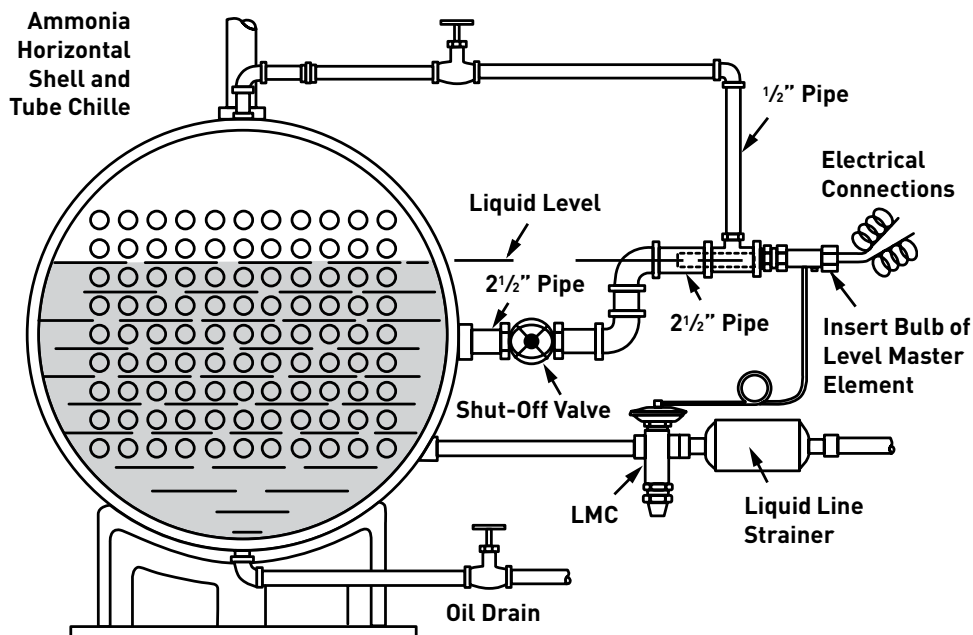 Ammonia
Horizontal
Shell and
Tube Chille
½” Pipe
Electrical
Connections
Liquid Level
2½” Pipe
2½” Pipe
Insert Bulb of
Level Master
Element
Shut-Off Valve
LMC
Liquid Line
Strainer
Oil Drain